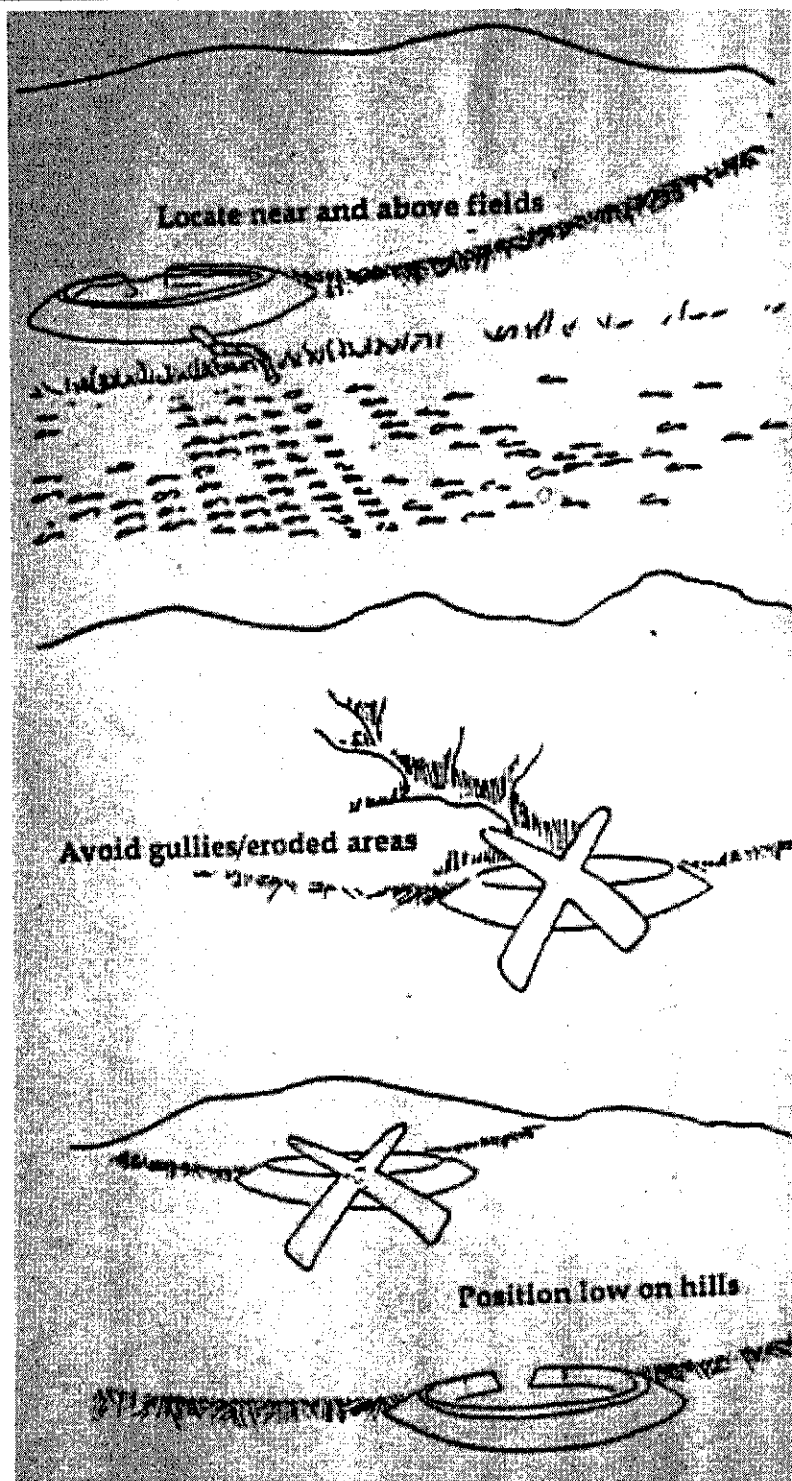 Locate near and above fields
Avoid gullies/eroded areas
Position low on hills